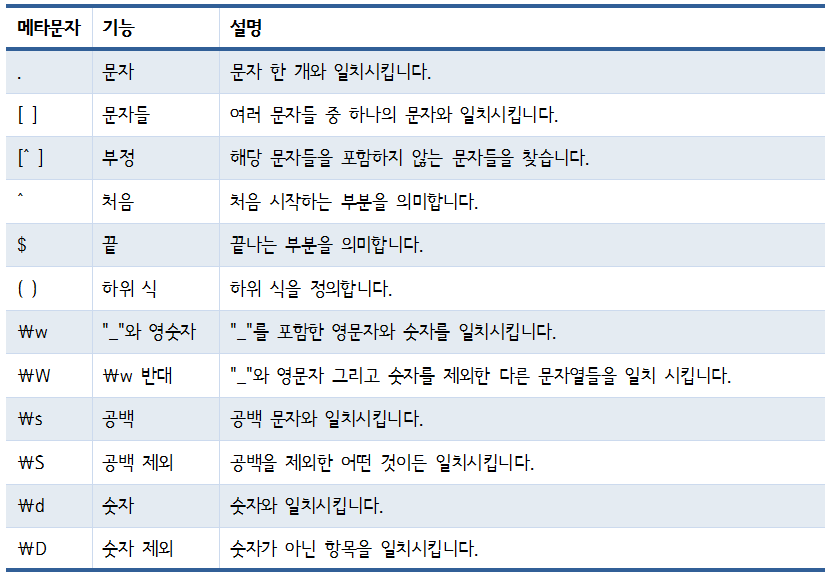 메타문자 기능 설명
. 문자 문자 한 개와 일치시킵니다.
[ ] 문자들 여러 문자들 중 하나의 문자와 일치시킵니다.
[ˆ ] 부정 해당 문자들을 포함하지 않는 문자들을 찾습니다.
ˆ 처음 처음 시작하는 부분을 의미합니다.
$ 끝 끝나는 부분을 의미합니다.
( ) 하위 식 하위 식을 정의합니다.
₩w "_"와 영숫자 "_"를 포함한 영문자와 숫자를 일치시킵니다.
₩W ₩w 반대 "_"와 영문자 그리고 숫자를 제외한 다른 문자열들을 일치 시킵니다.
₩s 공백 공백 문자와 일치시킵니다.
₩S 공백 제외 공백을 제외한 어떤 것이든 일치시킵니다.
₩d 숫자 숫자와 일치시킵니다.
₩D 숫자 제외 숫자가 아닌 항목을 일치시킵니다.